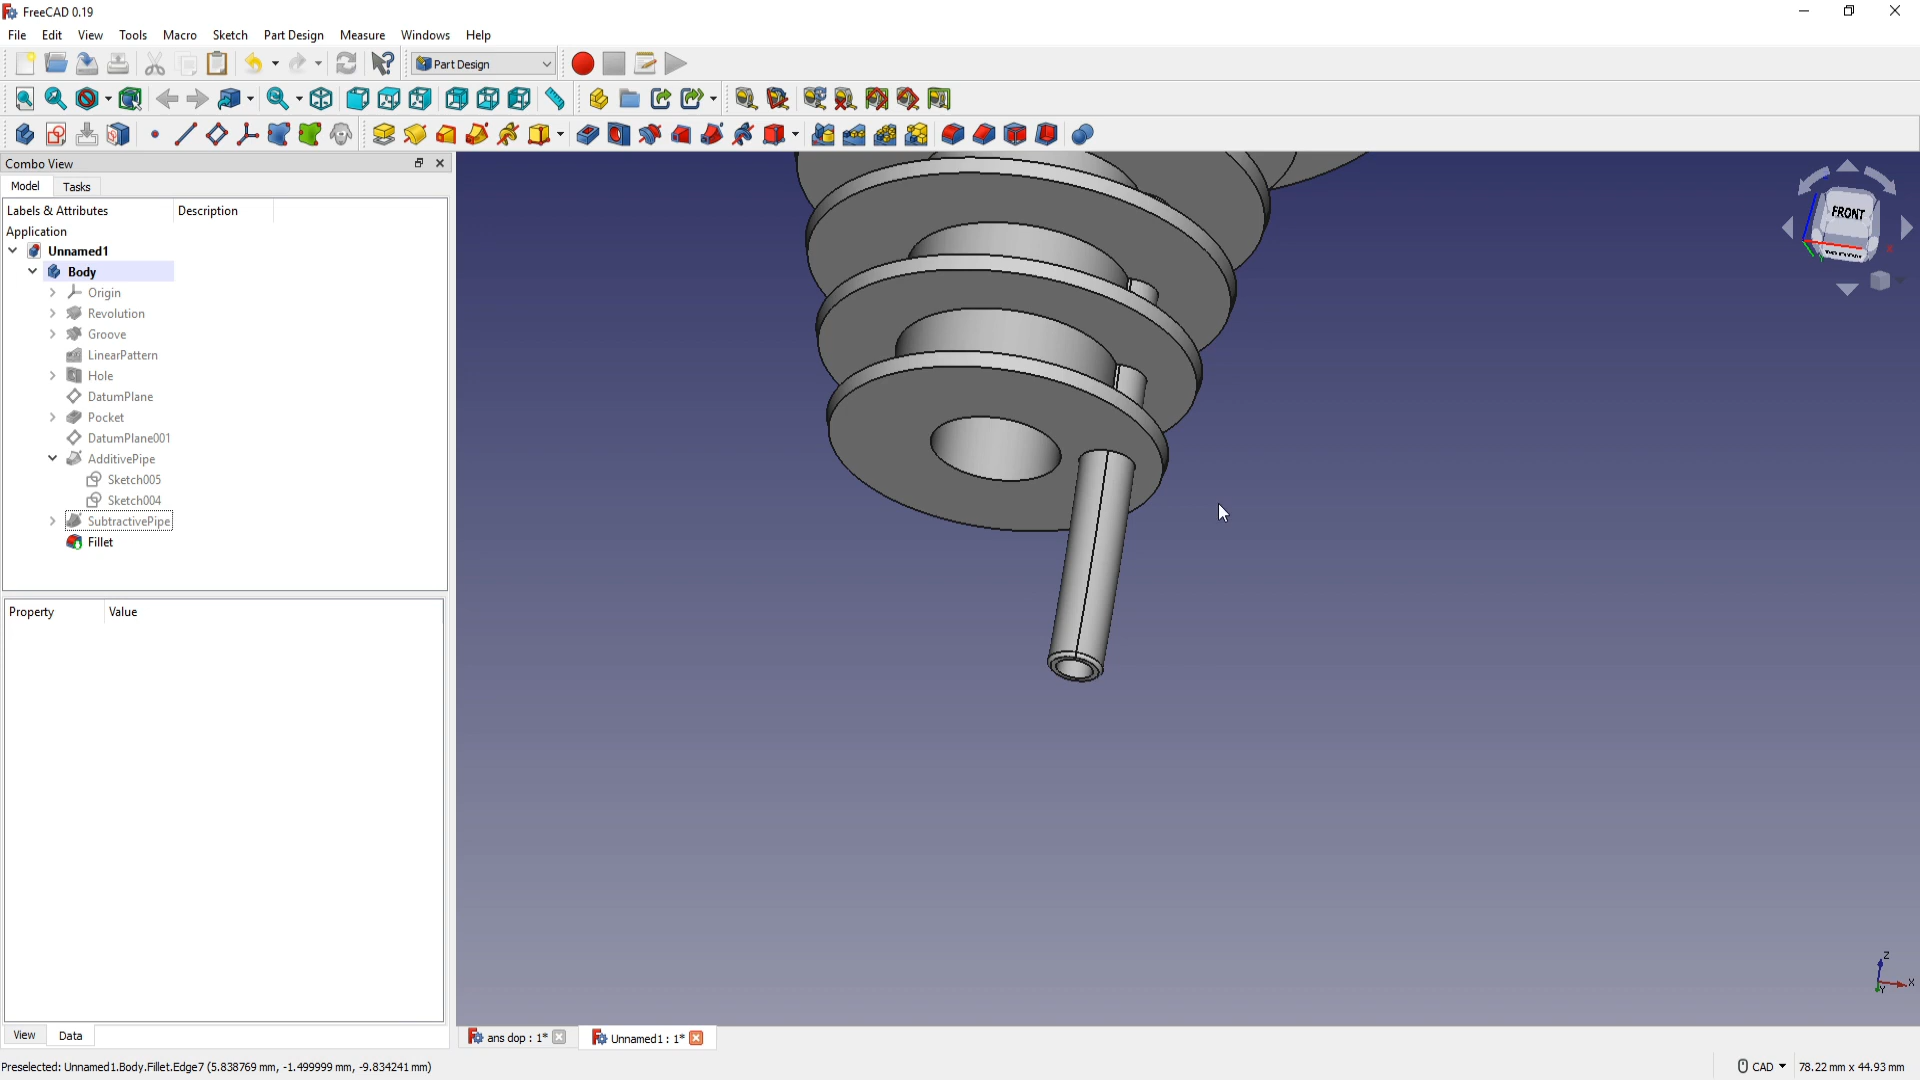 FreeCAD 0.19
File Edit View Tools Macro Sketch Part Design Measure Windows Help
Part Design
Combo View
Model Tasks
Labels & Attributes Description
Application
Unnamed1
Body
Origin
Revolution
Groove
LinearPattern
Hole
DatumPlane
Pocket
DatumPlane001
AdditivePipe
Sketch005
Sketch004
SubtractivePipe
Fillet
Property Value
FRONT
Z
X
Y
View Data
ans dop : 1* Unnamed1 : 1*
Preselected: Unnamed1.Body.Fillet.Edge7 (5.838769 mm, -1.499999 mm, -9.834241 mm)
CAD 78.22 mm x 44.93 mm